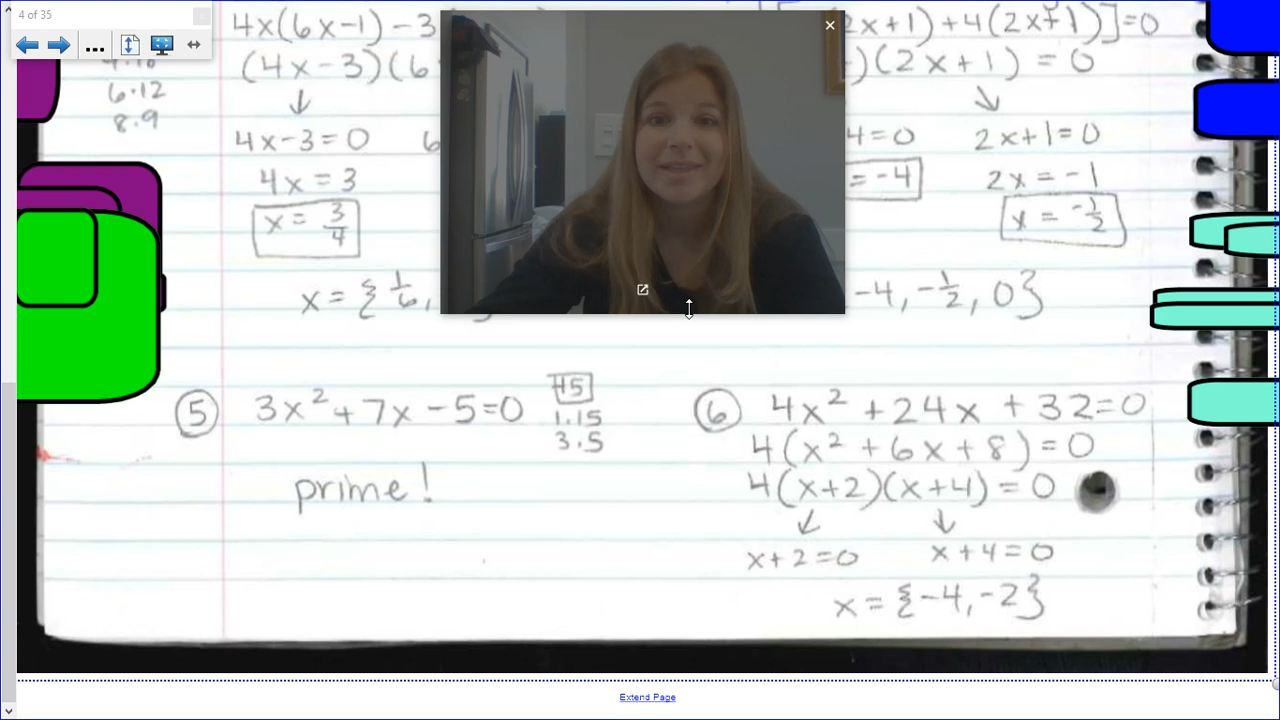 4 of 35
4x(6x-1)-3(
(2x+1)+4(2x+1)]=0
(4x-3)(6
)(2x+1)=0
6·12
8·9
4x-3=0
6
4=0
2x+1=0
4x=3
=-4
2x=-1
x=3/4
x=-1/2
x={1/6,
-4,-1/2,0}
5
3x²+7x-5=0
1·15
3·5
prime!
6
4x²+24x+32=0
4(x²+6x+8)=0
4(x+2)(x+4)=0
x+2=0
x+4=0
x={-4,-2}
Extend Page